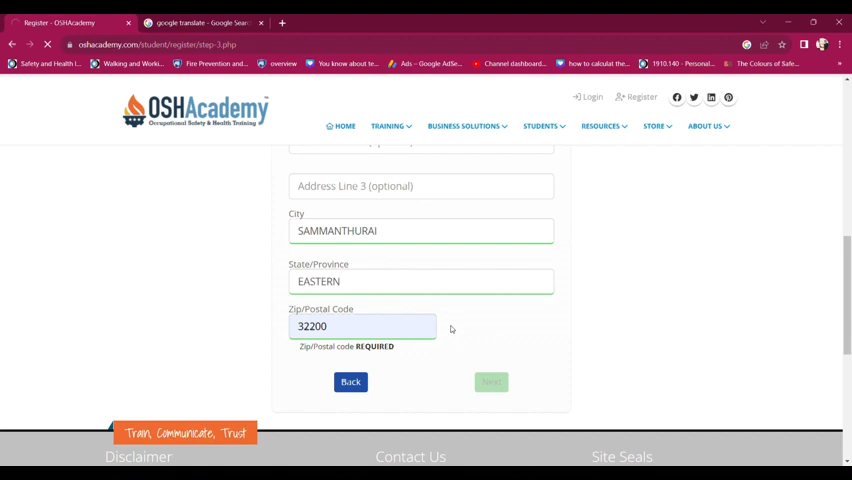 Register - OSHAcademy
google translate - Google Searc
oshacademy.com/student/register/step-3.php
Safety and Health I... Walking and Worki... Fire Prevention and... overview You know about te... Ads – Google AdSe... Channel dashboard... how to calculat the... 1910.140 - Personal... The Colours of Safe...
OSHAcademy™
Occupational Safety & Health Training
Login Register
HOME TRAINING BUSINESS SOLUTIONS STUDENTS RESOURCES STORE ABOUT US
Address Line 3 (optional)
City
SAMMANTHURAI
State/Province
EASTERN
Zip/Postal Code
32200
Zip/Postal code REQUIRED
Back Next
Train, Communicate, Trust
Disclaimer Contact Us Site Seals